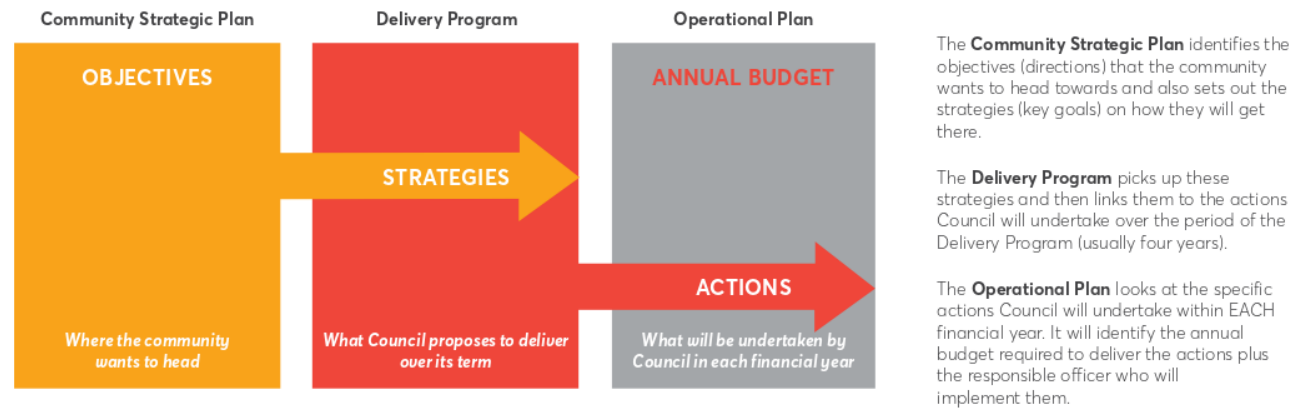 Community Strategic Plan
Delivery Program
Operational Plan
OBJECTIVES
ANNUAL BUDGET
STRATEGIES
ACTIONS
Where the community
wants to head
What Council proposes to deliver
over its term
What will be undertaken by
Council in each financial year
The Community Strategic Plan identifies the
objectives (directions) that the community
wants to head towards and also sets out the
strategies (key goals) on how they will get
there.
The Delivery Program picks up these
strategies and then links them to the actions
Council will undertake over the period of the
Delivery Program (usually four years).
The Operational Plan looks at the specific
actions Council will undertake within EACH
financial year. It will identify the annual
budget required to deliver the actions plus
the responsible officer who will
implement them.